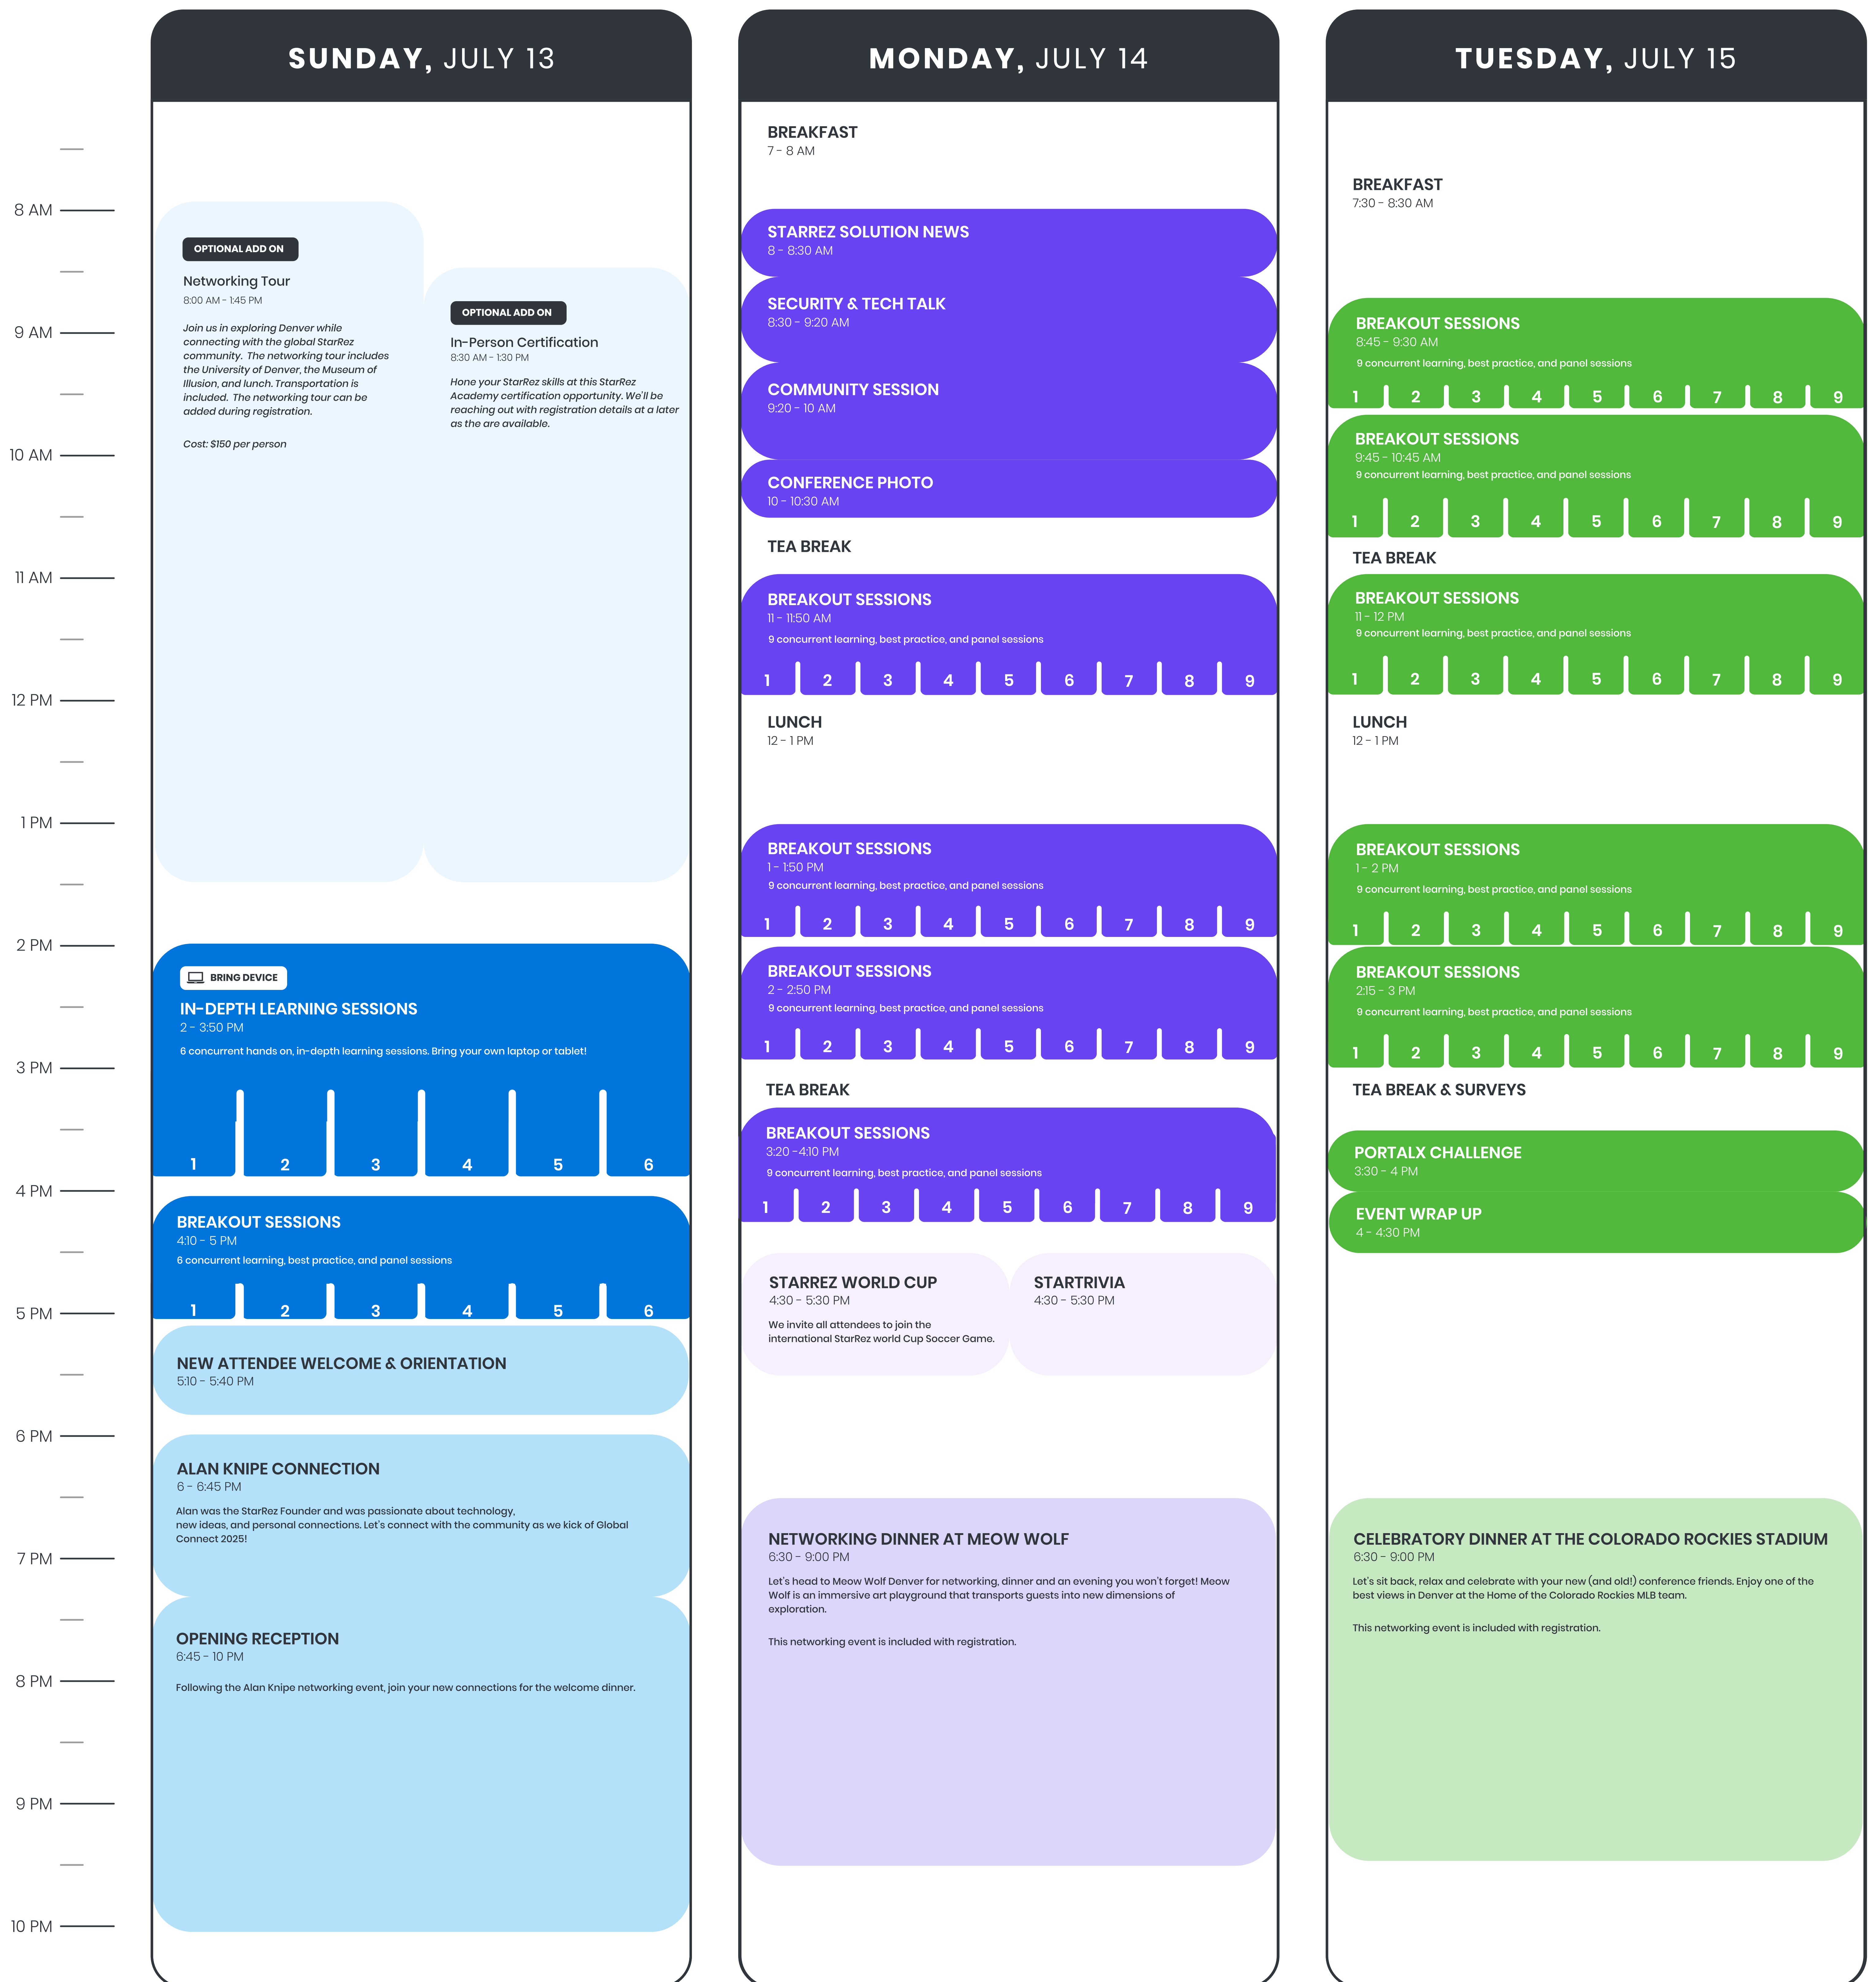 SUNDAY, JULY 13
8 AM
9 AM
10 AM
11 AM
12 PM
1 PM
2 PM
3 PM
4 PM
5 PM
6 PM
7 PM
8 PM
9 PM
10 PM
OPTIONAL ADD ON
Networking Tour
8:00 AM - 1:45 PM
Join us in exploring Denver while
connecting with the global StarRez
community. The networking tour includes
the University of Denver, the Museum of
Illusion, and lunch. Transportation is
included. The networking tour can be
added during registration.
Cost: $150 per person
OPTIONAL ADD ON
In-Person Certification
8:30 AM - 1:30 PM
Hone your StarRez skills at this StarRez
Academy certification opportunity. We'll be
reaching out with registration details at a later
as the are available.
BRING DEVICE
IN-DEPTH LEARNING SESSIONS
2 - 3:50 PM
6 concurrent hands on, in-depth learning sessions. Bring your own laptop or tablet!
1 2 3 4 5 6
BREAKOUT SESSIONS
4:10 - 5 PM
6 concurrent learning, best practice, and panel sessions
1 2 3 4 5 6
NEW ATTENDEE WELCOME & ORIENTATION
5:10 - 5:40 PM
ALAN KNIPE CONNECTION
6 - 6:45 PM
Alan was the StarRez Founder and was passionate about technology,
new ideas, and personal connections. Let's connect with the community as we kick of Global
Connect 2025!
OPENING RECEPTION
6:45 - 10 PM
Following the Alan Knipe networking event, join your new connections for the welcome dinner.
MONDAY, JULY 14
BREAKFAST
7 - 8 AM
STARREZ SOLUTION NEWS
8 - 8:30 AM
SECURITY & TECH TALK
8:30 - 9:20 AM
COMMUNITY SESSION
9:20 - 10 AM
CONFERENCE PHOTO
10 - 10:30 AM
TEA BREAK
BREAKOUT SESSIONS
11 - 11:50 AM
9 concurrent learning, best practice, and panel sessions
1 2 3 4 5 6 7 8 9
LUNCH
12 - 1 PM
BREAKOUT SESSIONS
1 - 1:50 PM
9 concurrent learning, best practice, and panel sessions
1 2 3 4 5 6 7 8 9
BREAKOUT SESSIONS
2 - 2:50 PM
9 concurrent learning, best practice, and panel sessions
1 2 3 4 5 6 7 8 9
TEA BREAK
BREAKOUT SESSIONS
3:20 -4:10 PM
9 concurrent learning, best practice, and panel sessions
1 2 3 4 5 6 7 8 9
STARREZ WORLD CUP
4:30 - 5:30 PM
We invite all attendees to join the
international StarRez world Cup Soccer Game.
STARTRIVIA
4:30 - 5:30 PM
NETWORKING DINNER AT MEOW WOLF
6:30 - 9:00 PM
Let's head to Meow Wolf Denver for networking, dinner and an evening you won't forget! Meow
Wolf is an immersive art playground that transports guests into new dimensions of
exploration.
This networking event is included with registration.
TUESDAY, JULY 15
BREAKFAST
7:30 - 8:30 AM
BREAKOUT SESSIONS
8:45 - 9:30 AM
9 concurrent learning, best practice, and panel sessions
1 2 3 4 5 6 7 8 9
BREAKOUT SESSIONS
9:45 - 10:45 AM
9 concurrent learning, best practice, and panel sessions
1 2 3 4 5 6 7 8 9
TEA BREAK
BREAKOUT SESSIONS
11 - 12 PM
9 concurrent learning, best practice, and panel sessions
1 2 3 4 5 6 7 8 9
LUNCH
12 - 1 PM
BREAKOUT SESSIONS
1 - 2 PM
9 concurrent learning, best practice, and panel sessions
1 2 3 4 5 6 7 8 9
BREAKOUT SESSIONS
2:15 - 3 PM
9 concurrent learning, best practice, and panel sessions
1 2 3 4 5 6 7 8 9
TEA BREAK & SURVEYS
PORTALX CHALLENGE
3:30 - 4 PM
EVENT WRAP UP
4 - 4:30 PM
CELEBRATORY DINNER AT THE COLORADO ROCKIES STADIUM
6:30 - 9:00 PM
Let's sit back, relax and celebrate with your new (and old!) conference friends. Enjoy one of the
best views in Denver at the Home of the Colorado Rockies MLB team.
This networking event is included with registration.